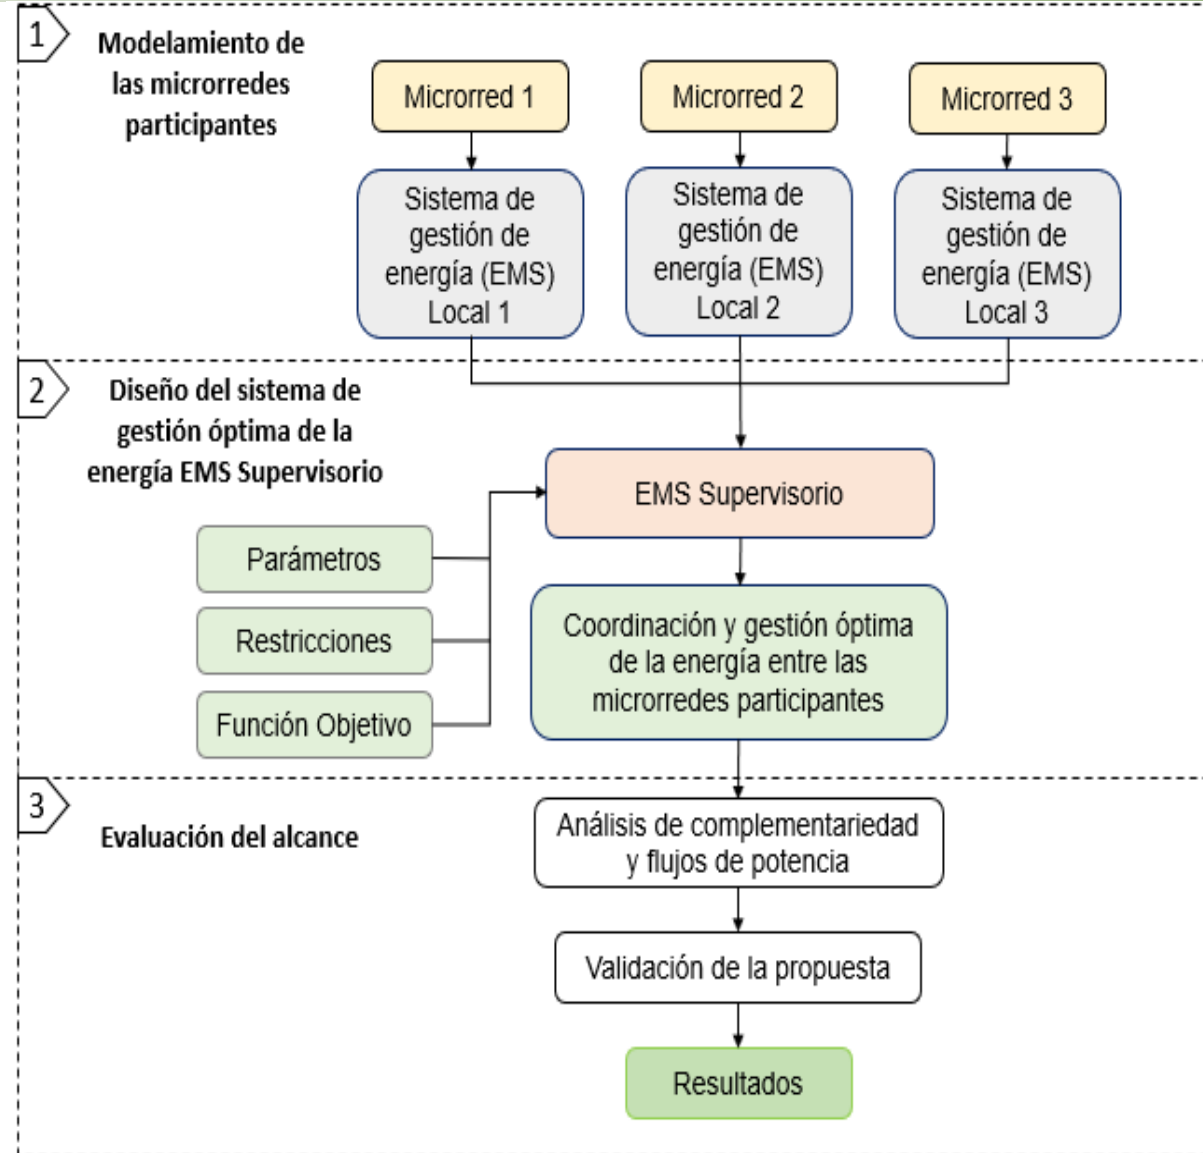 1
Modelamiento de
las microrredes
participantes
Microrred 1
Microrred 2
Microrred 3
Sistema de
gestión de
energía (EMS)
Local 1
Sistema de
gestión de
energía (EMS)
Local 2
Sistema de
gestión de
energía (EMS)
Local 3
2
Diseño del sistema de
gestión óptima de la
energía EMS Supervisorio
EMS Supervisorio
Parámetros
Restricciones
Función Objetivo
Coordinación y gestión óptima
de la energía entre las
microrredes participantes
3
Evaluación del alcance
Análisis de complementariedad
y flujos de potencia
Validación de la propuesta
Resultados